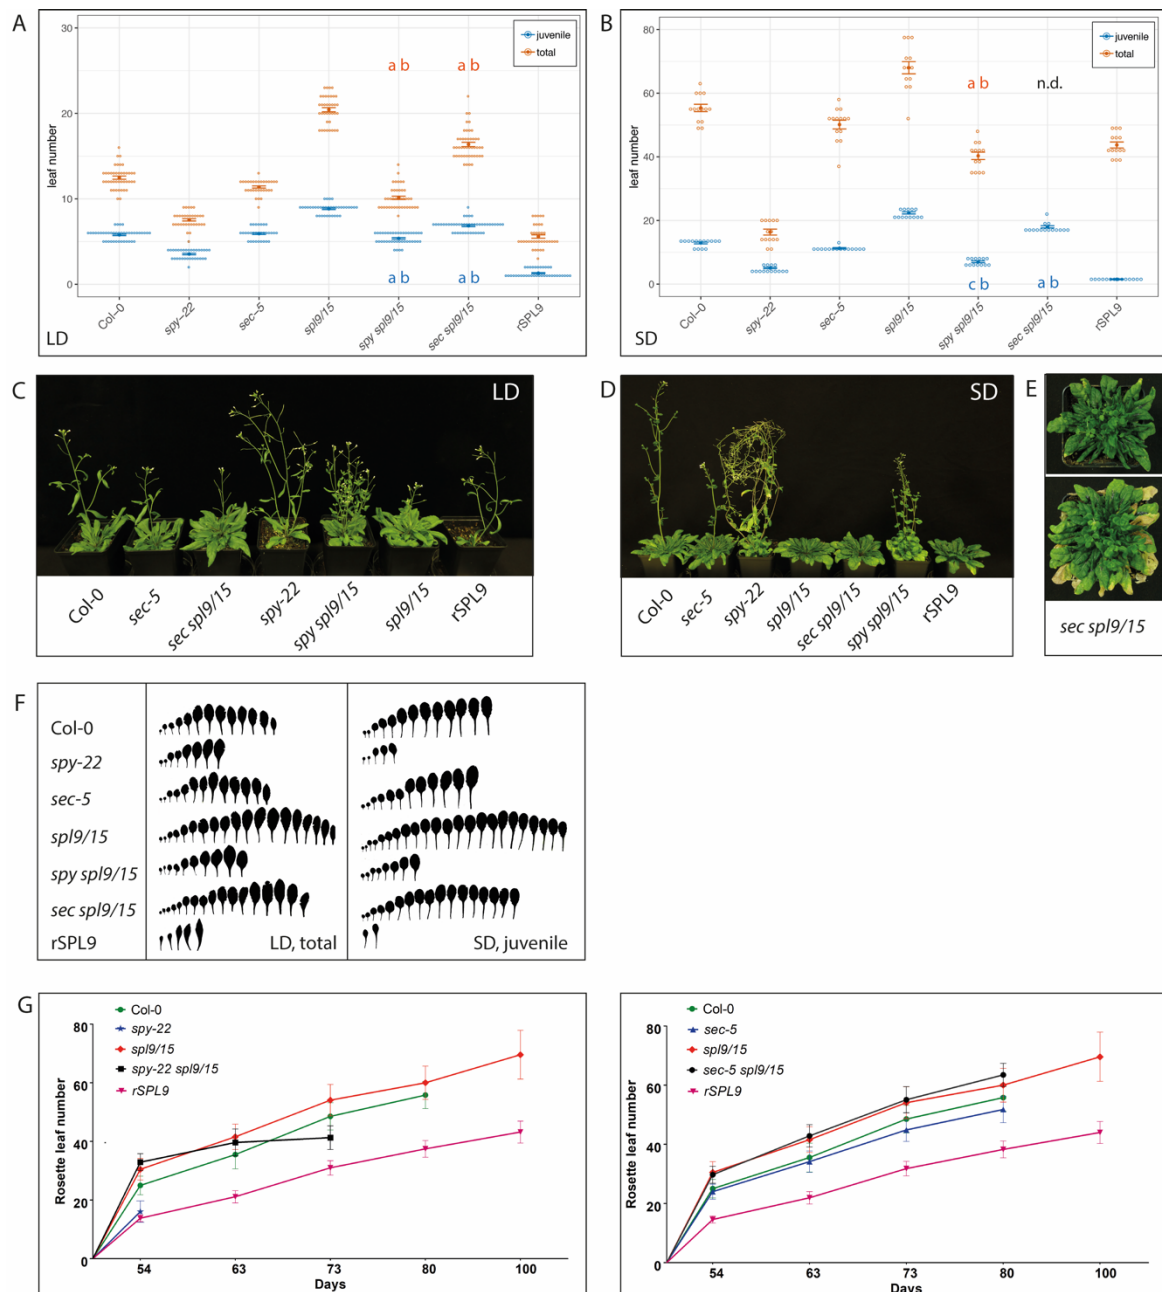 A
30
20
10
0
leaf number
juvenile
total
a b
a b
a b
a b
Col-0
spy-22
sec-5
spl9/15
spy spl9/15
sec spl9/15
rSPL9
LD
B
80
60
40
20
0
leaf number
juvenile
total
a b
n.d.
c b
a b
Col-0
spy-22
sec-5
spl9/15
spy spl9/15
sec spl9/15
rSPL9
SD
C
LD
Col-0
sec-5
sec spl9/15
spy-22
spy spl9/15
spl9/15
rSPL9
D
SD
Col-0
sec-5
spy-22
spl9/15
sec spl9/15
spy spl9/15
rSPL9
E
sec spl9/15
F
Col-0
spy-22
sec-5
spl9/15
spy spl9/15
sec spl9/15
rSPL9
LD, total
SD, juvenile
G
Col-0
spy-22
spl9/15
spy-22 spl9/15
rSPL9
80
60
40
20
0
Rosette leaf number
54 63 73 80 100
Days
Col-0
sec-5
spl9/15
sec-5 spl9/15
rSPL9
80
60
40
20
0
Rosette leaf number
54 63 73 80 100
Days